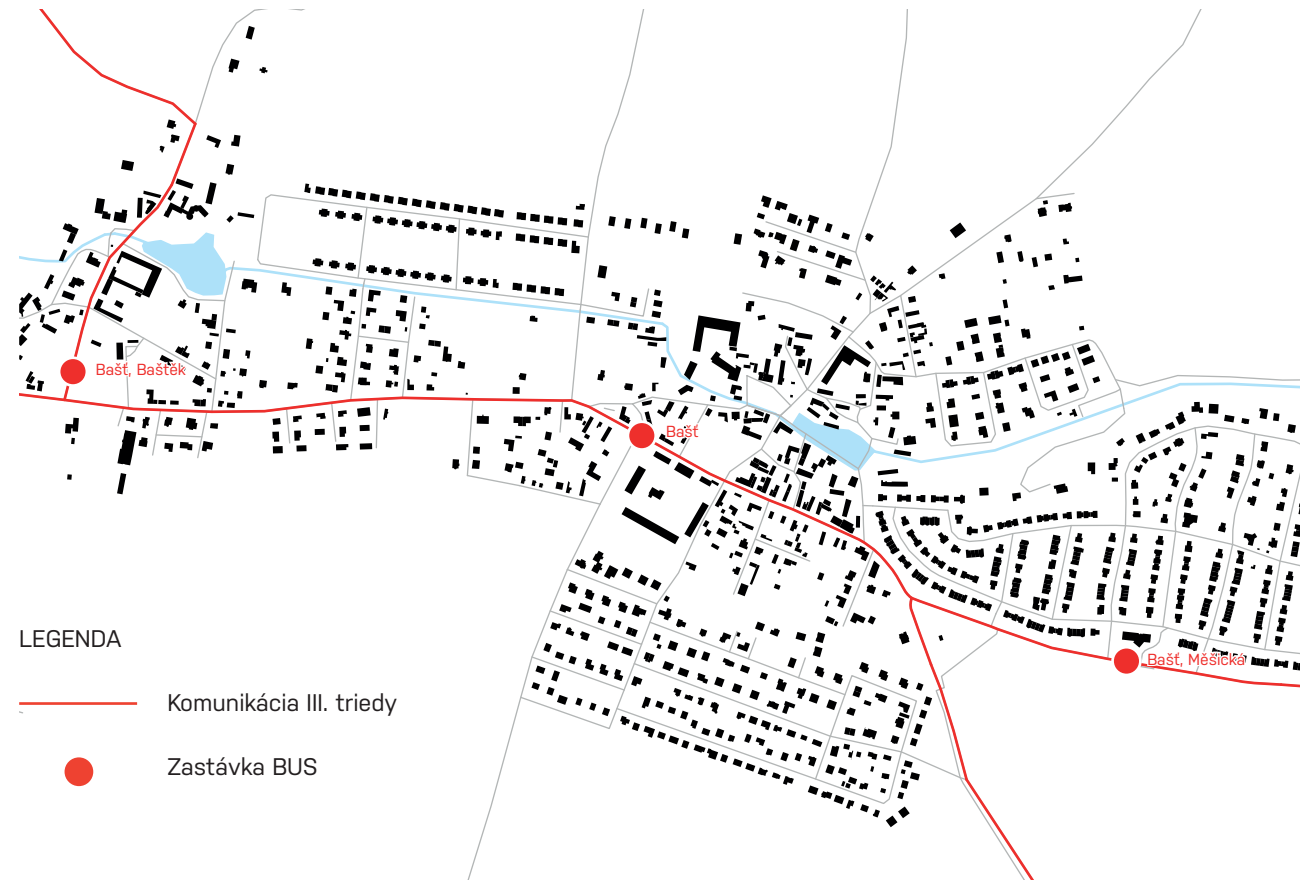 Bašť, Baštěk
Bašť
LEGENDA
Bašť, Měšická
Komunikácia III. triedy
Zastávka BUS